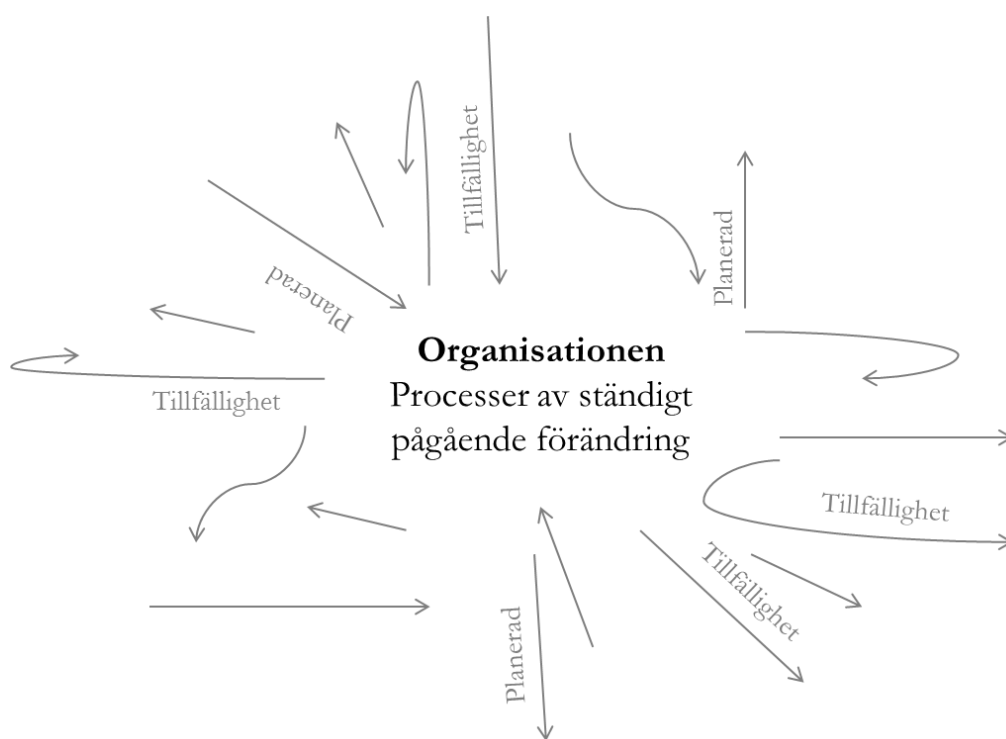 Tillfällighet
Planerad
Planerad
Organisationen
Processer av ständigt
pågående förändring
Tillfällighet
Tillfällighet
Tillfällighet
Planerad